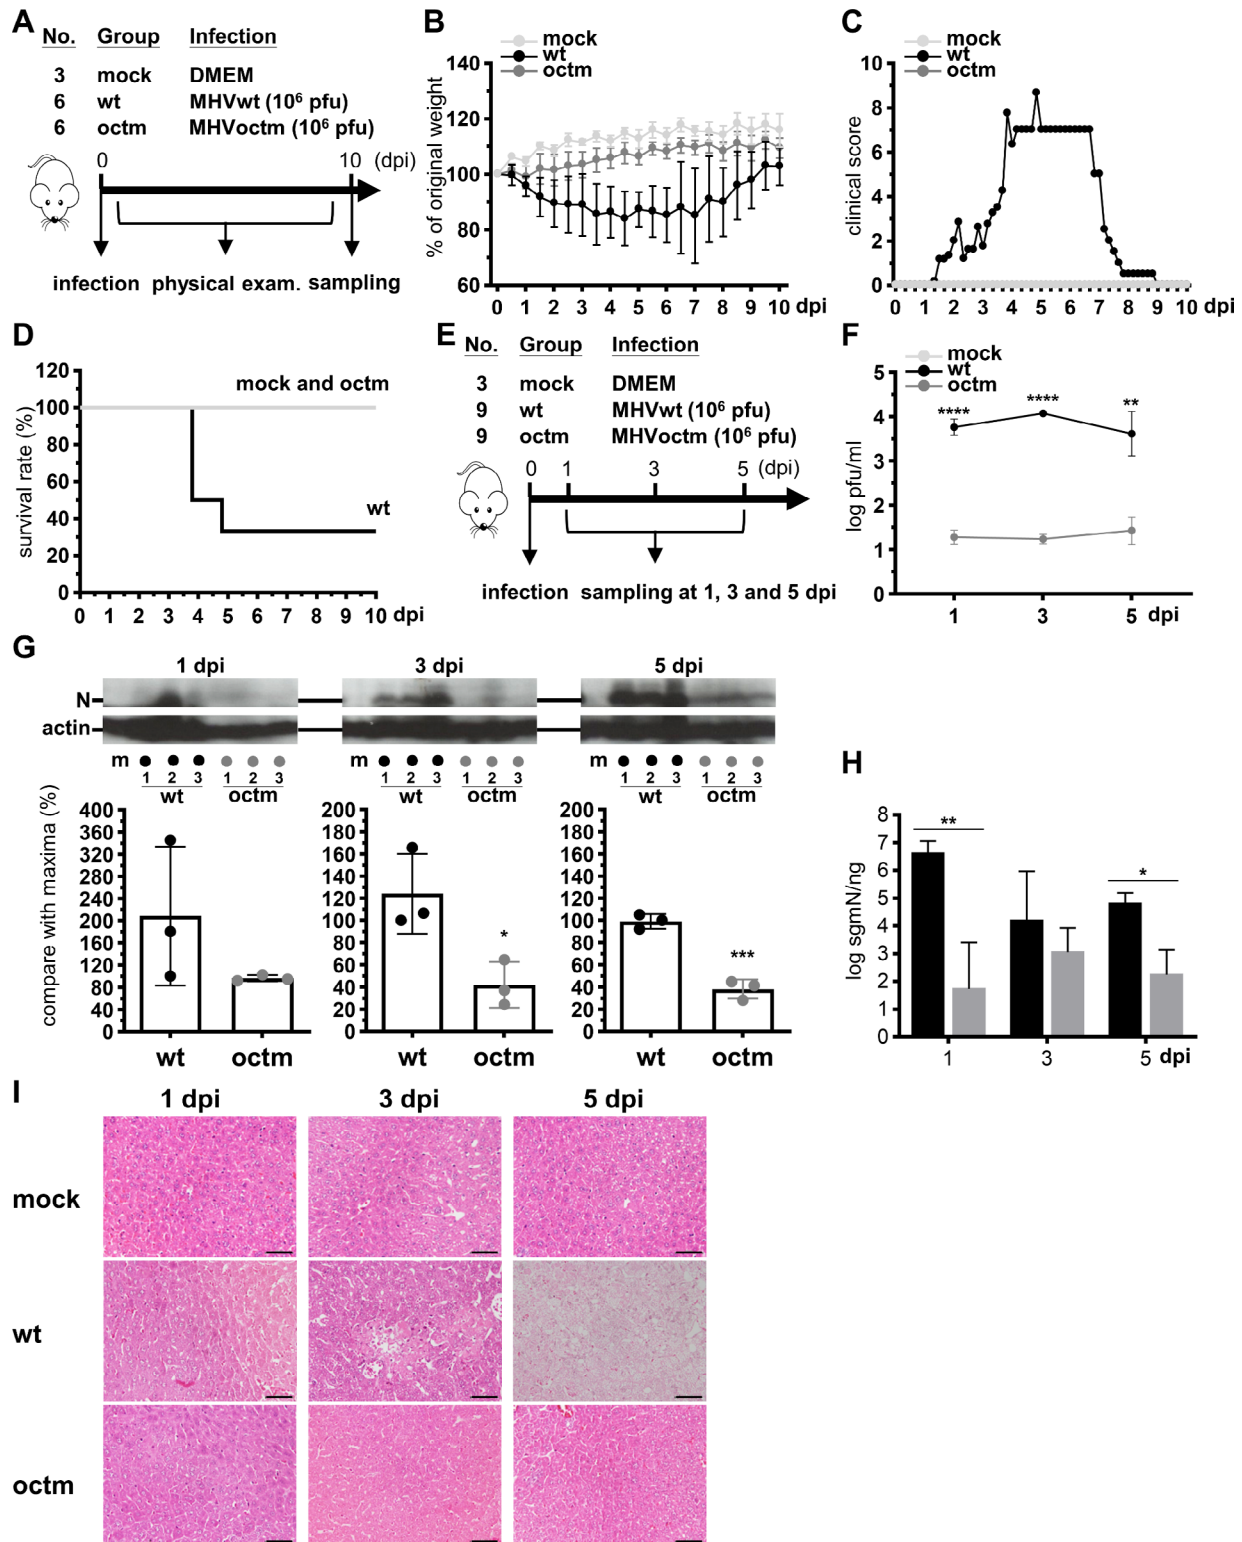 A
No. Group Infection
3 mock DMEM
6 wt MHVwt (10⁶ pfu)
6 octm MHVoctm (10⁶ pfu)
0 10 (dpi)
infection physical exam. sampling
B
mock
wt
octm
% of original weight
140
120
100
80
60
0 1 2 3 4 5 6 7 8 9 10 dpi
C
mock
wt
octm
clinical score
10
8
6
4
2
0
0 1 2 3 4 5 6 7 8 9 10 dpi
D
survival rate (%)
120
100
80
60
40
20
0
mock and octm
wt
0 1 2 3 4 5 6 7 8 9 10 dpi
E
No. Group Infection
3 mock DMEM
9 wt MHVwt (10⁶ pfu)
9 octm MHVoctm (10⁶ pfu)
0 1 3 5 (dpi)
infection sampling at 1, 3 and 5 dpi
F
mock
wt
octm
log pfu/ml
5
4
3
2
1
0
**** **** **
1 3 5 dpi
G
1 dpi 3 dpi 5 dpi
N
actin
m m m
1 2 3 1 2 3 1 2 3 1 2 3 1 2 3 1 2 3
wt octm wt octm wt octm
compare with maxima (%)
400
360
320
280
240
200
160
120
80
40
0
wt octm
200
180
160
140
120
100
80
60
40
20
0
*
wt octm
200
180
160
140
120
100
80
60
40
20
0
***
wt octm
H
log sgmN/ng
8
7
6
5
4
3
2
1
0
** *
1 3 5 dpi
I
1 dpi 3 dpi 5 dpi
mock
wt
octm